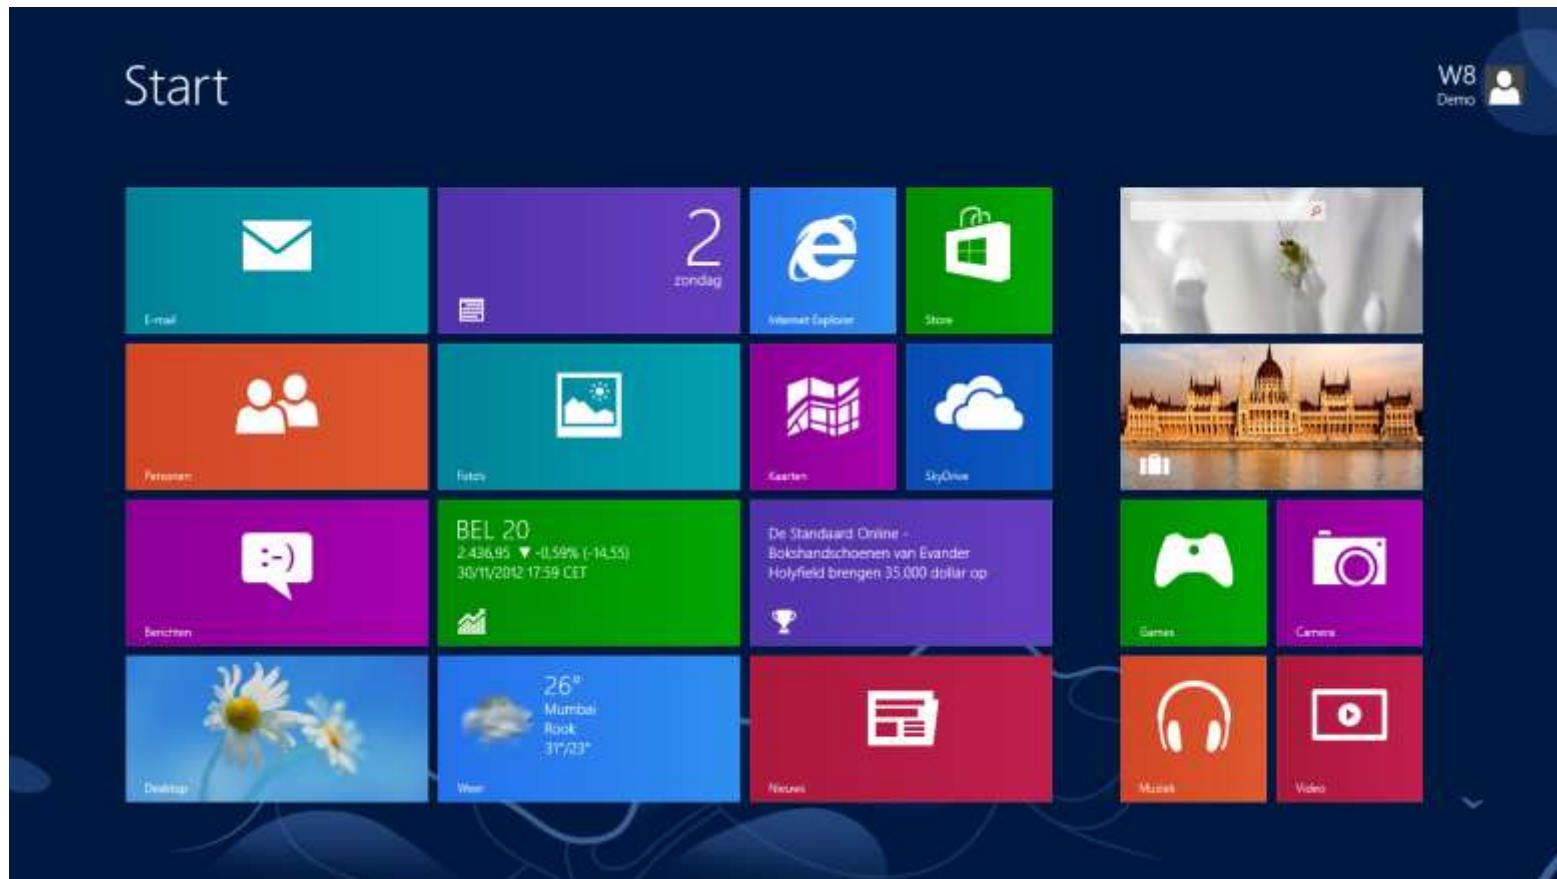 Start
W8
Demo
E-mail
2
zondag
Internet Explorer
Store
Personen
Foto's
Kaarten
SkyDrive
:-)
Berichten
BEL 20
2.436,95 ▼ -0,59% (-14,55)
30/11/2012 17:59 CET
De Standaard Online -
Bokshandschoenen van Evander
Holyfield brengen 35.000 dollar op
Games
Camera
Desktop
26°
Mumbai
Rook
31°/23°
Weer
Nieuws
Muziek
Video